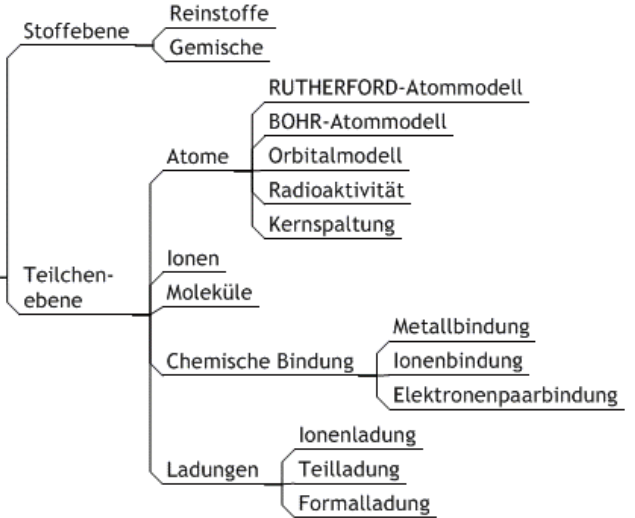 Stoffebene
Reinstoffe
Gemische
Teilchen-
ebene
Atome
RUTHERFORD-Atommodell
BOHR-Atommodell
Orbitalmodell
Radioaktivität
Kernspaltung
Ionen
Moleküle
Chemische Bindung
Metallbindung
Ionenbindung
Elektronenpaarbindung
Ladungen
Ionenladung
Teilladung
Formalladung